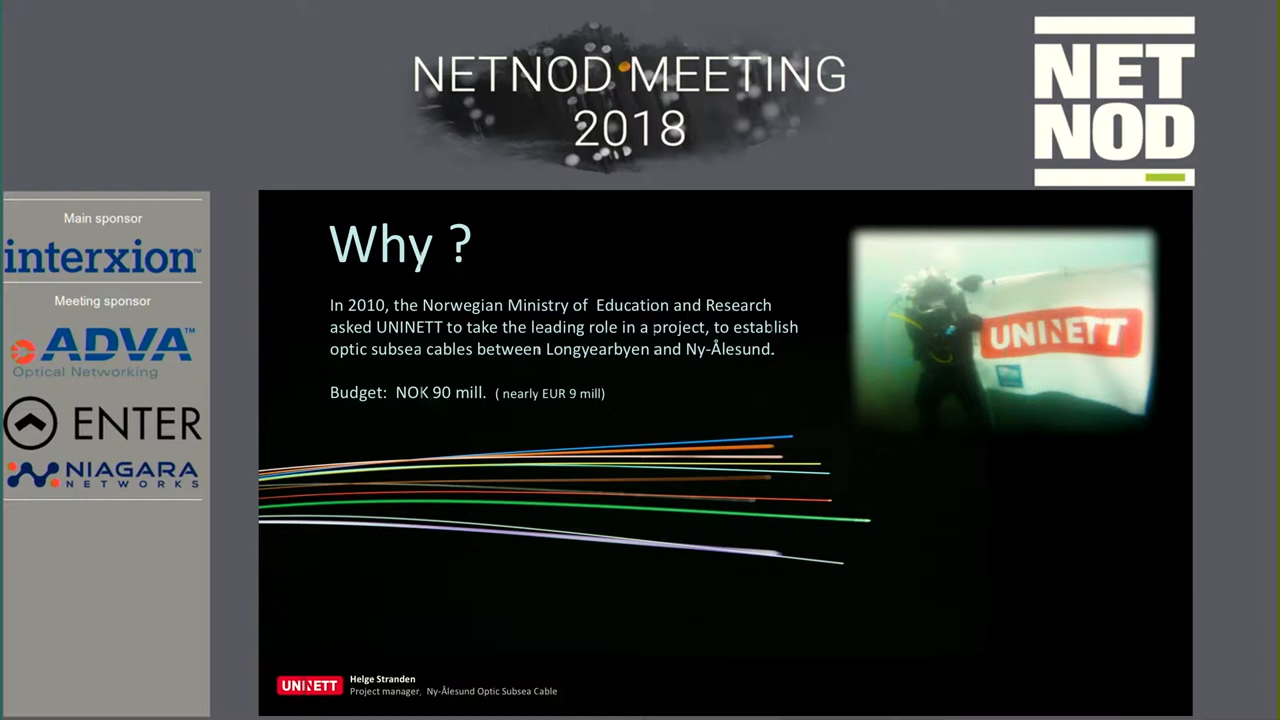 NETNOD MEETING
2018
NET
NOD
Main sponsor
interxion™
Meeting sponsor
ADVA™
Optical Networking
ENTER
NIAGARA
NETWORKS
Why ?
In 2010, the Norwegian Ministry of Education and Research
asked UNINETT to take the leading role in a project, to establish
optic subsea cables between Longyearbyen and Ny-Ålesund.
Budget: NOK 90 mill. ( nearly EUR 9 mill)
UNINETT
UNINETT
Helge Stranden
Project manager, Ny-Ålesund Optic Subsea Cable